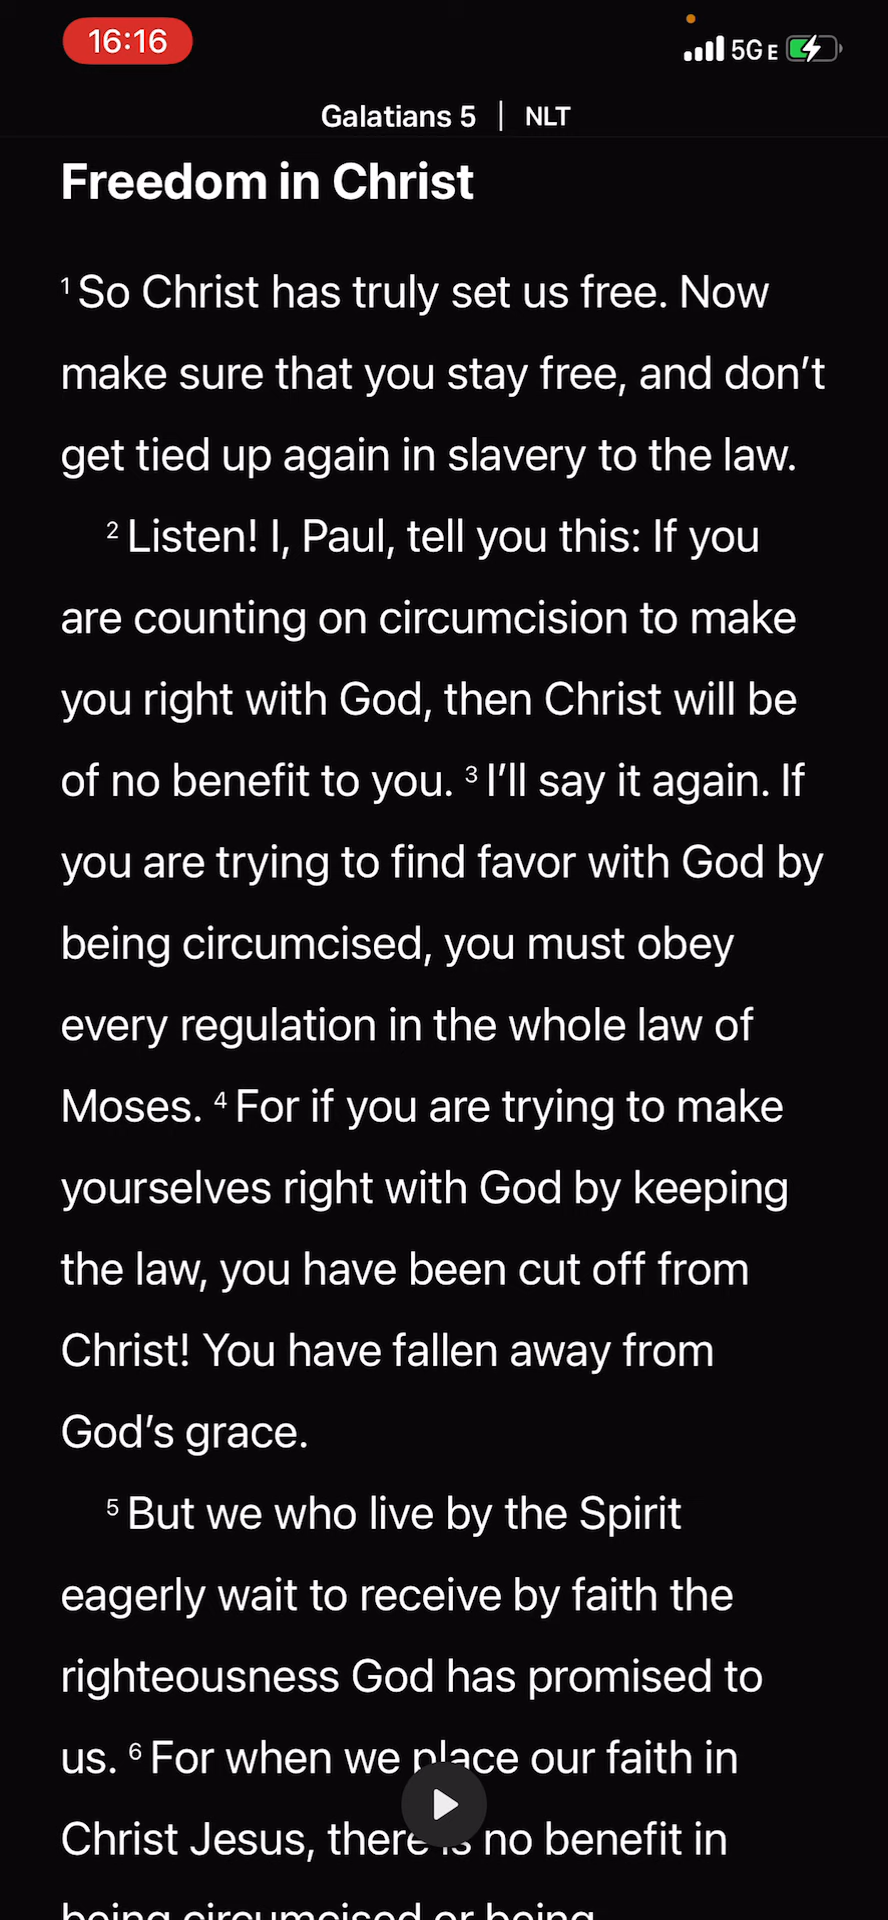 16:16
5G E
Galatians 5 | NLT
Freedom in Christ
1 So Christ has truly set us free. Now
make sure that you stay free, and don’t
get tied up again in slavery to the law.
2 Listen! I, Paul, tell you this: If you
are counting on circumcision to make
you right with God, then Christ will be
of no benefit to you. 3 I’ll say it again. If
you are trying to find favor with God by
being circumcised, you must obey
every regulation in the whole law of
Moses. 4 For if you are trying to make
yourselves right with God by keeping
the law, you have been cut off from
Christ! You have fallen away from
God’s grace.
5 But we who live by the Spirit
eagerly wait to receive by faith the
righteousness God has promised to
us. 6 For when we place our faith in
Christ Jesus, there is no benefit in
being circumcised or being